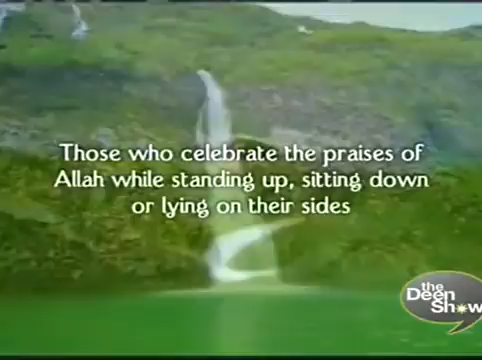 Those who celebrate the praises of
Allah while standing up, sitting down
or lying on their sides
the
Deen
Show